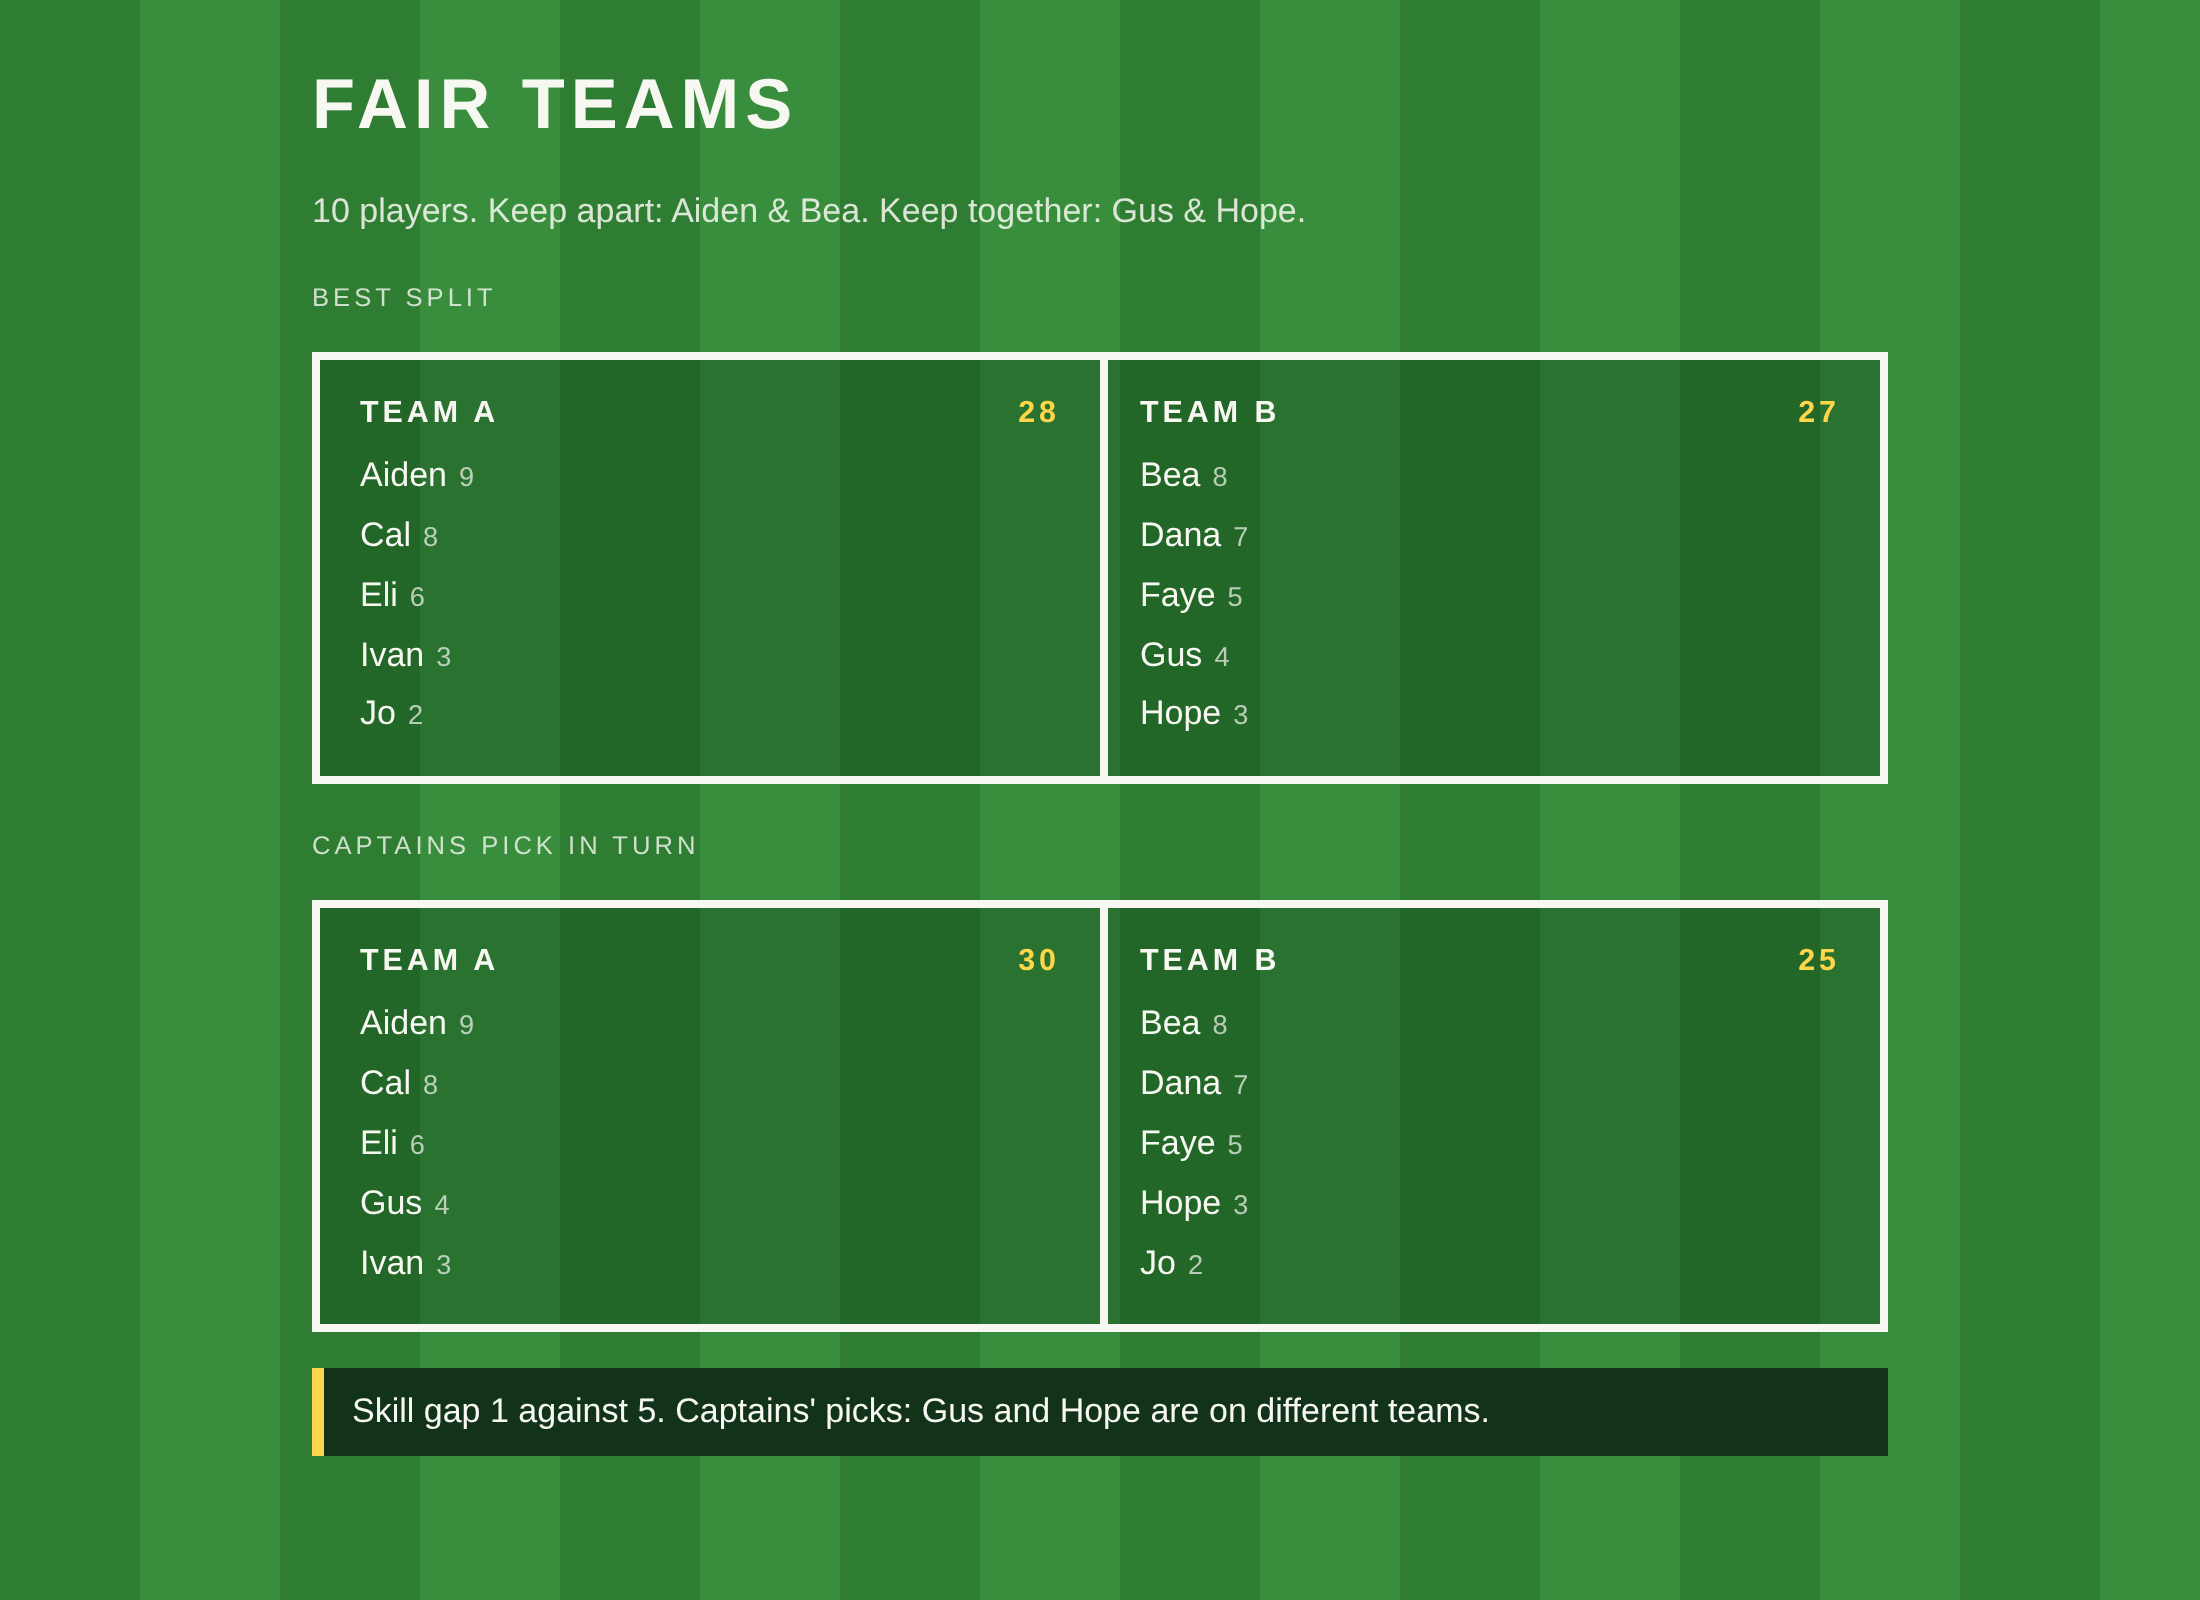 FAIR TEAMS
10 players. Keep apart: Aiden & Bea. Keep together: Gus & Hope.
BEST SPLIT
TEAM A 28
Aiden 9
Cal 8
Eli 6
Ivan 3
Jo 2
TEAM B 27
Bea 8
Dana 7
Faye 5
Gus 4
Hope 3
CAPTAINS PICK IN TURN
TEAM A 30
Aiden 9
Cal 8
Eli 6
Gus 4
Ivan 3
TEAM B 25
Bea 8
Dana 7
Faye 5
Hope 3
Jo 2
Skill gap 1 against 5. Captains' picks: Gus and Hope are on different teams.